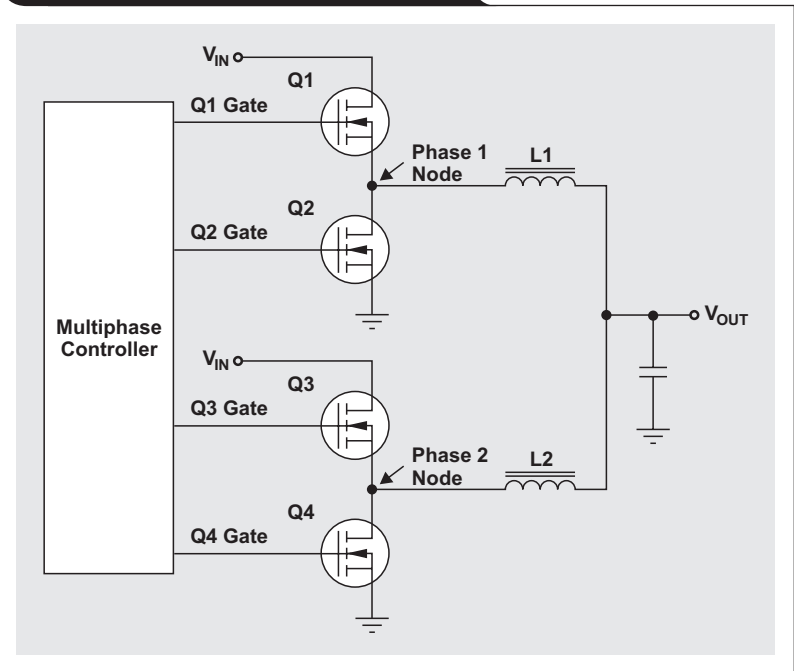 V_IN
Q1
Q1 Gate
Phase 1
Node
L1
Q2
Q2 Gate
Multiphase
Controller
V_OUT
V_IN
Q3
Q3 Gate
Phase 2
Node
L2
Q4
Q4 Gate